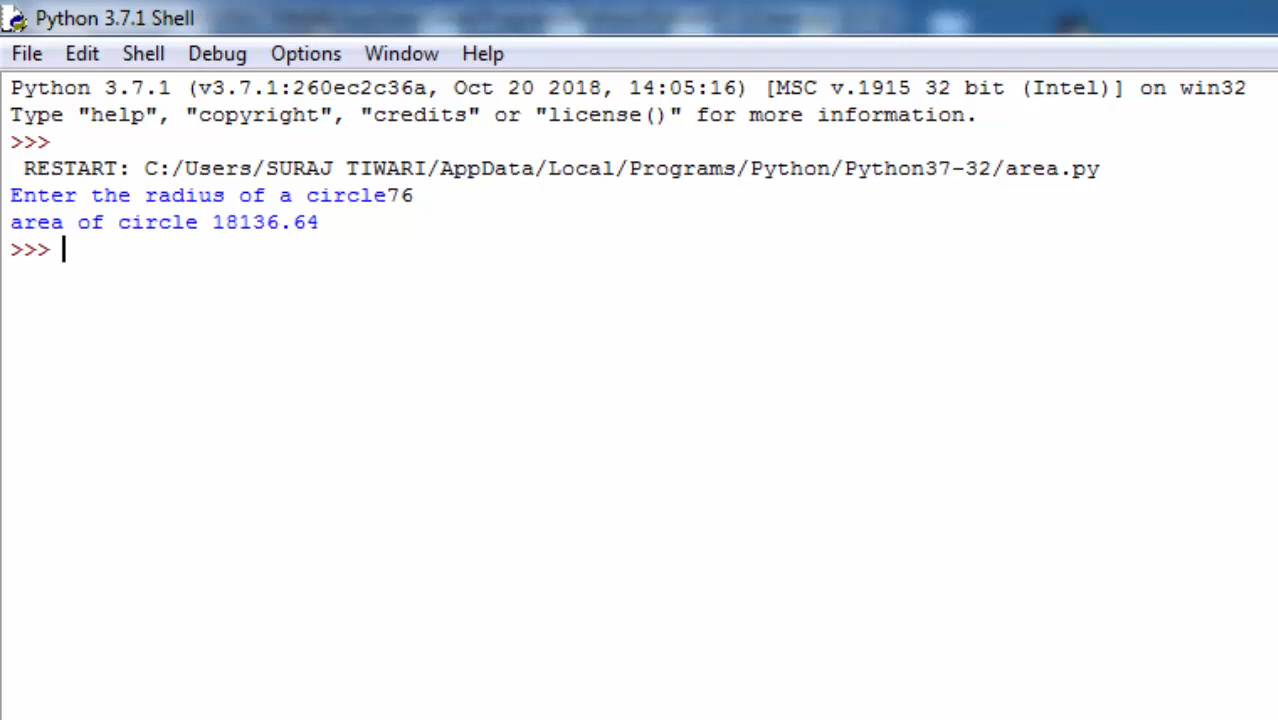 Python 3.7.1 Shell
File Edit Shell Debug Options Window Help
Python 3.7.1 (v3.7.1:260ec2c36a, Oct 20 2018, 14:05:16) [MSC v.1915 32 bit (Intel)] on win32
Type "help", "copyright", "credits" or "license()" for more information.
>>>
RESTART: C:/Users/SURAJ TIWARI/AppData/Local/Programs/Python/Python37-32/area.py
Enter the radius of a circle76
area of circle 18136.64
>>>